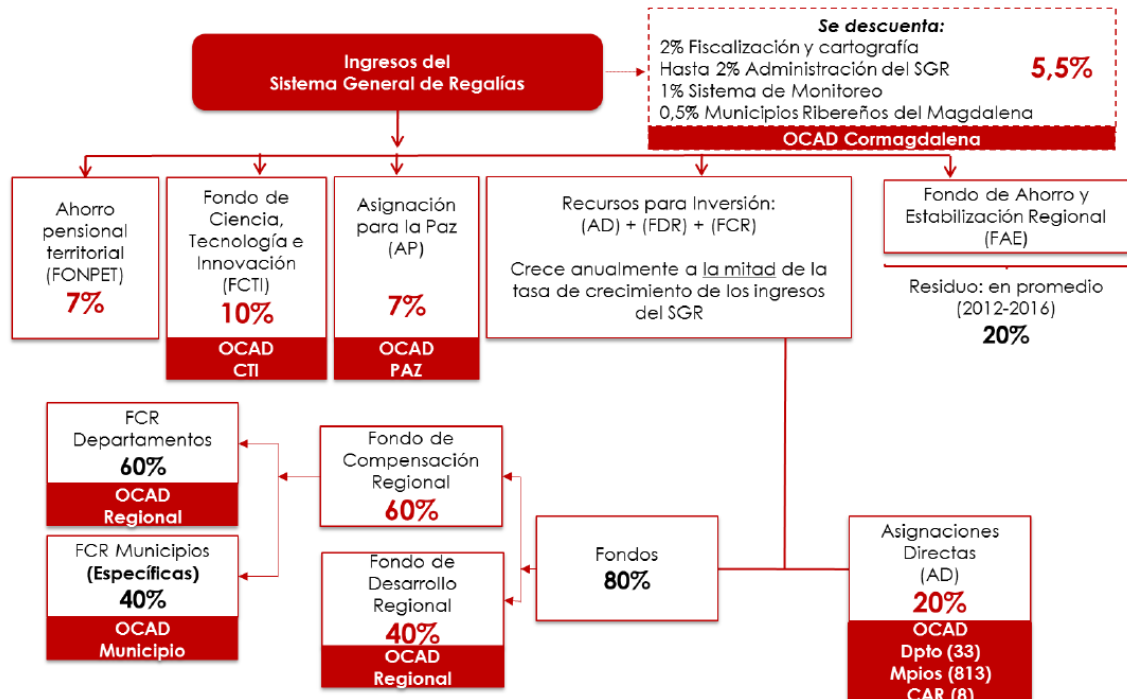 Ingresos del
Sistema General de Regalías
Se descuenta:
2% Fiscalización y cartografía
Hasta 2% Administración del SGR
1% Sistema de Monitoreo
0,5% Municipios Ribereños del Magdalena
5,5%
OCAD Cormagdalena
Ahorro
pensional
territorial
(FONPET)
7%
Fondo de
Ciencia,
Tecnología e
Innovación
(FCTI)
10%
OCAD
CTI
Asignación
para la Paz
(AP)
7%
OCAD
PAZ
Recursos para Inversión:
(AD) + (FDR) + (FCR)
Crece anualmente a la mitad de la
tasa de crecimiento de los ingresos
del SGR
Fondo de Ahorro y
Estabilización Regional
(FAE)
Residuo: en promedio
(2012-2016)
20%
FCR
Departamentos
60%
OCAD
Regional
FCR Municipios
(Específicas)
40%
OCAD
Municipio
Fondo de
Compensación
Regional
60%
Fondo de
Desarrollo
Regional
40%
OCAD
Regional
Fondos
80%
Asignaciones
Directas
(AD)
20%
OCAD
Dpto (33)
Mpios (813)
CAR (8)